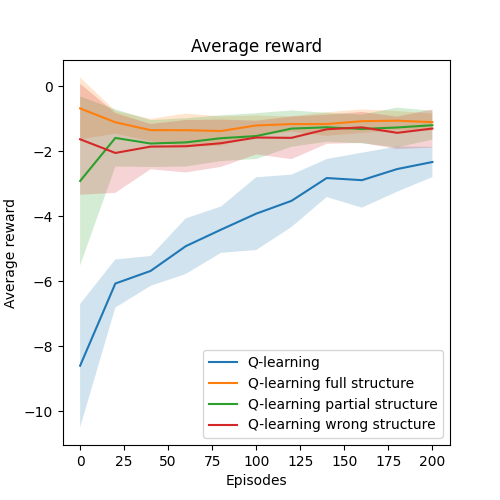 Average reward
Average reward
0
−2
−4
−6
−8
−10
Q-learning
Q-learning full structure
Q-learning partial structure
Q-learning wrong structure
0 25 50 75 100 125 150 175 200
Episodes